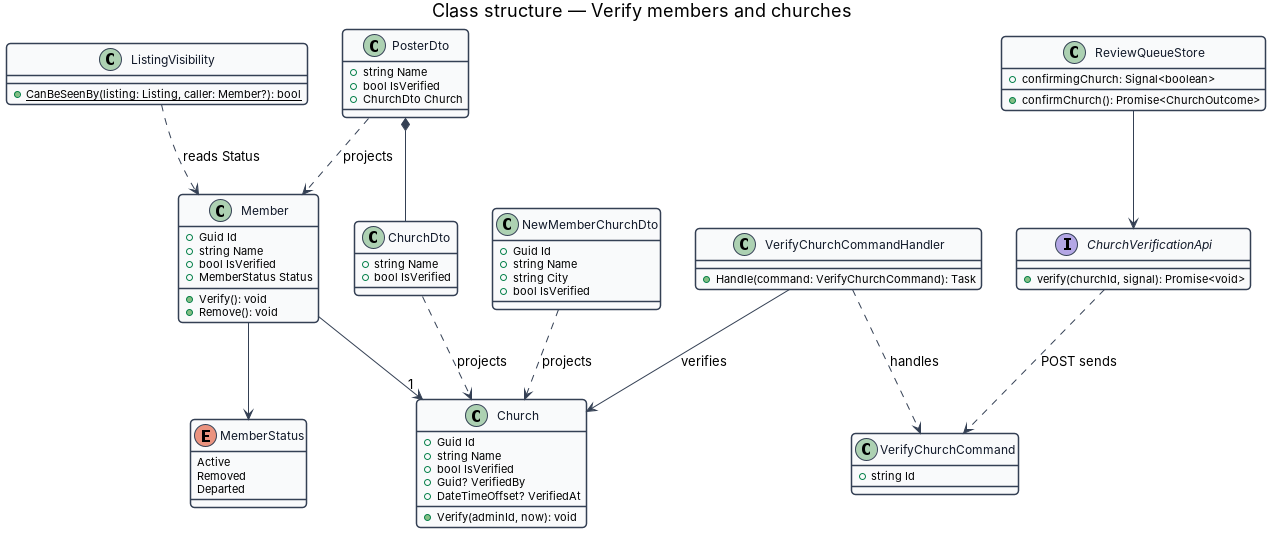 Class structure — Verify members and churches
C ListingVisibility
CanBeSeenBy(listing: Listing, caller: Member?): bool
C PosterDto
string Name
bool IsVerified
ChurchDto Church
C ReviewQueueStore
confirmingChurch: Signal<boolean>
confirmChurch(): Promise<ChurchOutcome>
reads Status
projects
C Member
Guid Id
string Name
bool IsVerified
MemberStatus Status
Verify(): void
Remove(): void
C ChurchDto
string Name
bool IsVerified
C NewMemberChurchDto
Guid Id
string Name
string City
bool IsVerified
C VerifyChurchCommandHandler
Handle(command: VerifyChurchCommand): Task
I ChurchVerificationApi
verify(churchId, signal): Promise<void>
projects
projects
verifies
handles
POST sends
1
E MemberStatus
Active
Removed
Departed
C Church
Guid Id
string Name
bool IsVerified
Guid? VerifiedBy
DateTimeOffset? VerifiedAt
Verify(adminId, now): void
C VerifyChurchCommand
string Id